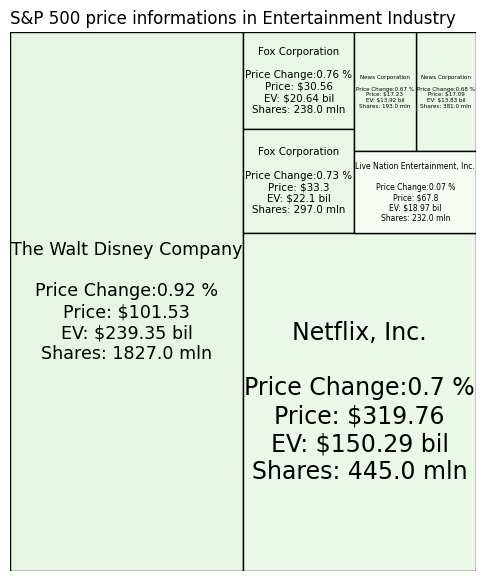 S&P 500 price informations in Entertainment Industry
The Walt Disney Company
Price Change:0.92 %
Price: $101.53
EV: $239.35 bil
Shares: 1827.0 mln
Fox Corporation
Price Change:0.76 %
Price: $30.56
EV: $20.64 bil
Shares: 238.0 mln
Fox Corporation
Price Change:0.73 %
Price: $33.3
EV: $22.1 bil
Shares: 297.0 mln
News Corporation
Price Change:0.67 %
Price: $17.23
EV: $13.92 bil
Shares: 193.0 mln
News Corporation
Price Change:0.68 %
Price: $17.09
EV: $13.83 bil
Shares: 381.0 mln
Live Nation Entertainment, Inc.
Price Change:0.07 %
Price: $67.8
EV: $18.97 bil
Shares: 232.0 mln
Netflix, Inc.
Price Change:0.7 %
Price: $319.76
EV: $150.29 bil
Shares: 445.0 mln